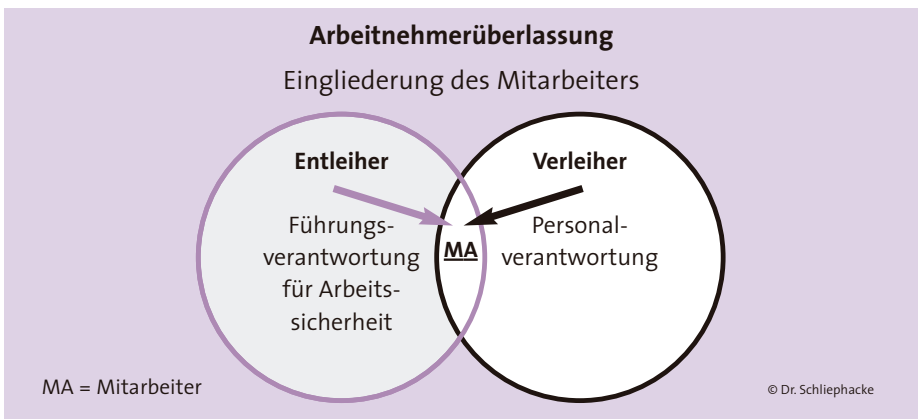 Arbeitnehmerüberlassung
Eingliederung des Mitarbeiters
Entleiher
Führungs-
verantwortung
für Arbeits-
sicherheit
MA
Verleiher
Personal-
verantwortung
MA = Mitarbeiter
© Dr. Schliephacke